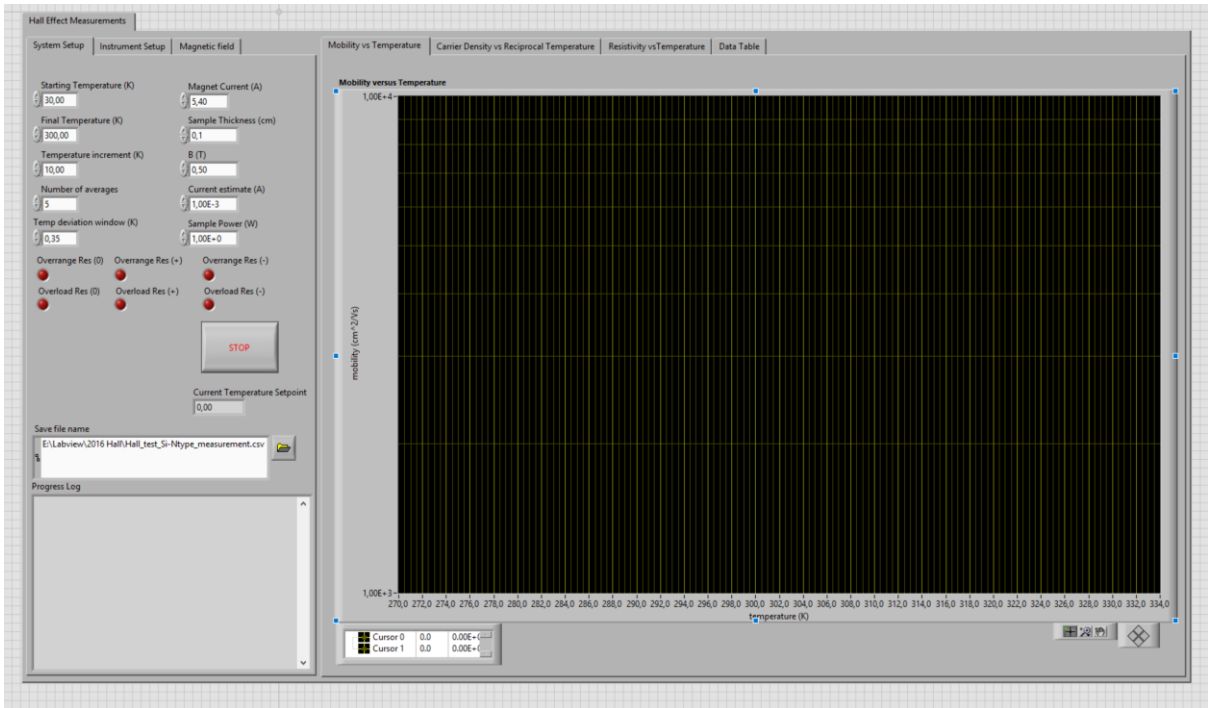 Hall Effect Measurements
System Setup
Instrument Setup
Magnetic field
Starting Temperature (K)
30,00
Magnet Current (A)
5,40
Final Temperature (K)
300,00
Sample Thickness (cm)
0,1
Temperature increment (K)
10,00
B (T)
0,50
Number of averages
5
Current estimate (A)
1,00E-3
Temp deviation window (K)
0,35
Sample Power (W)
1,00E+0
Overrange Res (0) Overrange Res (+) Overrange Res (-)
Overload Res (0) Overload Res (+) Overload Res (-)
STOP
Current Temperature Setpoint
0,00
Save file name
E:\Labview\2016 Hall\Hall_test_Si-Ntype_measurement.csv
Progress Log
Mobility vs Temperature
Carrier Density vs Reciprocal Temperature
Resistivity vsTemperature
Data Table
Mobility versus Temperature
1,00E+4
mobility (cm^2/Vs)
1,00E+3
270,0 272,0 274,0 276,0 278,0 280,0 282,0 284,0 286,0 288,0 290,0 292,0 294,0 296,0 298,0 300,0 302,0 304,0 306,0 308,0 310,0 312,0 314,0 316,0 318,0 320,0 322,0 324,0 326,0 328,0 330,0 332,0 334,0
temperature (K)
Cursor 0 0.0 0.00E+
Cursor 1 0.0 0.00E+